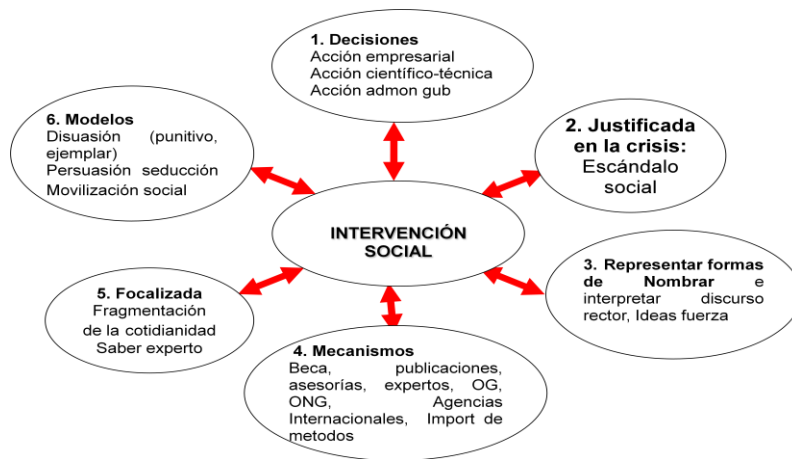 1. Decisiones
Acción empresarial
Acción científico-técnica
Acción admon gub
2. Justificada
en la crisis:
Escándalo
social
3. Representar formas
de Nombrar e
interpretar discurso
rector, Ideas fuerza
4. Mecanismos
Beca, publicaciones,
asesorías, expertos, OG,
ONG, Agencias
Internacionales, Import de
metodos
5. Focalizada
Fragmentación
de la cotidianidad
Saber experto
6. Modelos
Disuasión (punitivo,
ejemplar)
Persuasión seducción
Movilización social
INTERVENCIÓN
SOCIAL